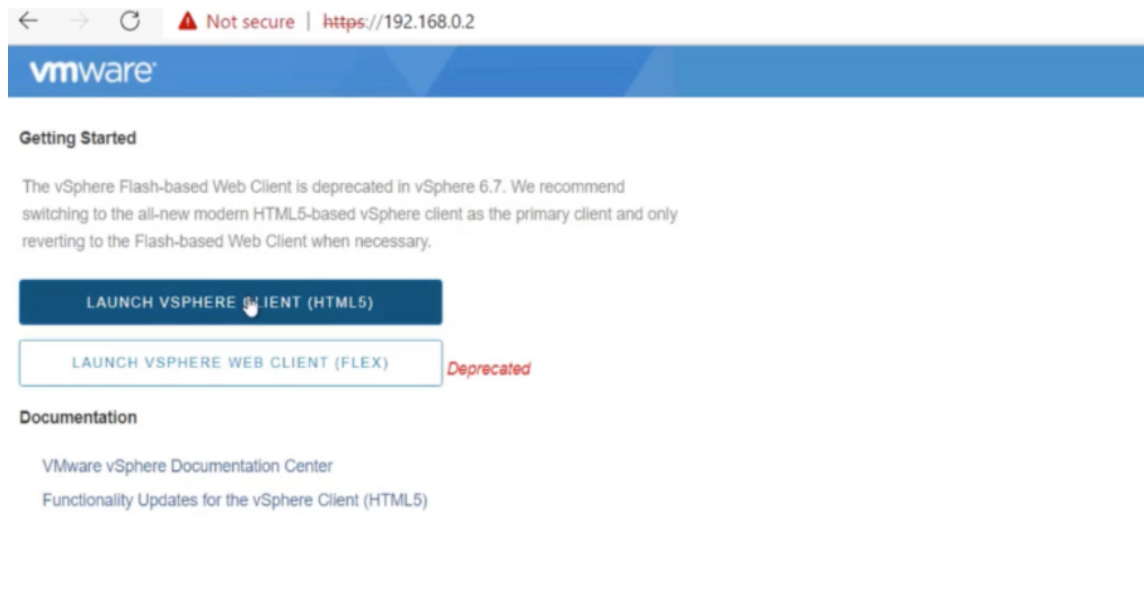 Not secure | https://192.168.0.2
vmware
Getting Started
The vSphere Flash-based Web Client is deprecated in vSphere 6.7. We recommend
switching to the all-new modern HTML5-based vSphere client as the primary client and only
reverting to the Flash-based Web Client when necessary.
LAUNCH VSPHERE CLIENT (HTML5)
LAUNCH VSPHERE WEB CLIENT (FLEX) Deprecated
Documentation
VMware vSphere Documentation Center
Functionality Updates for the vSphere Client (HTML5)